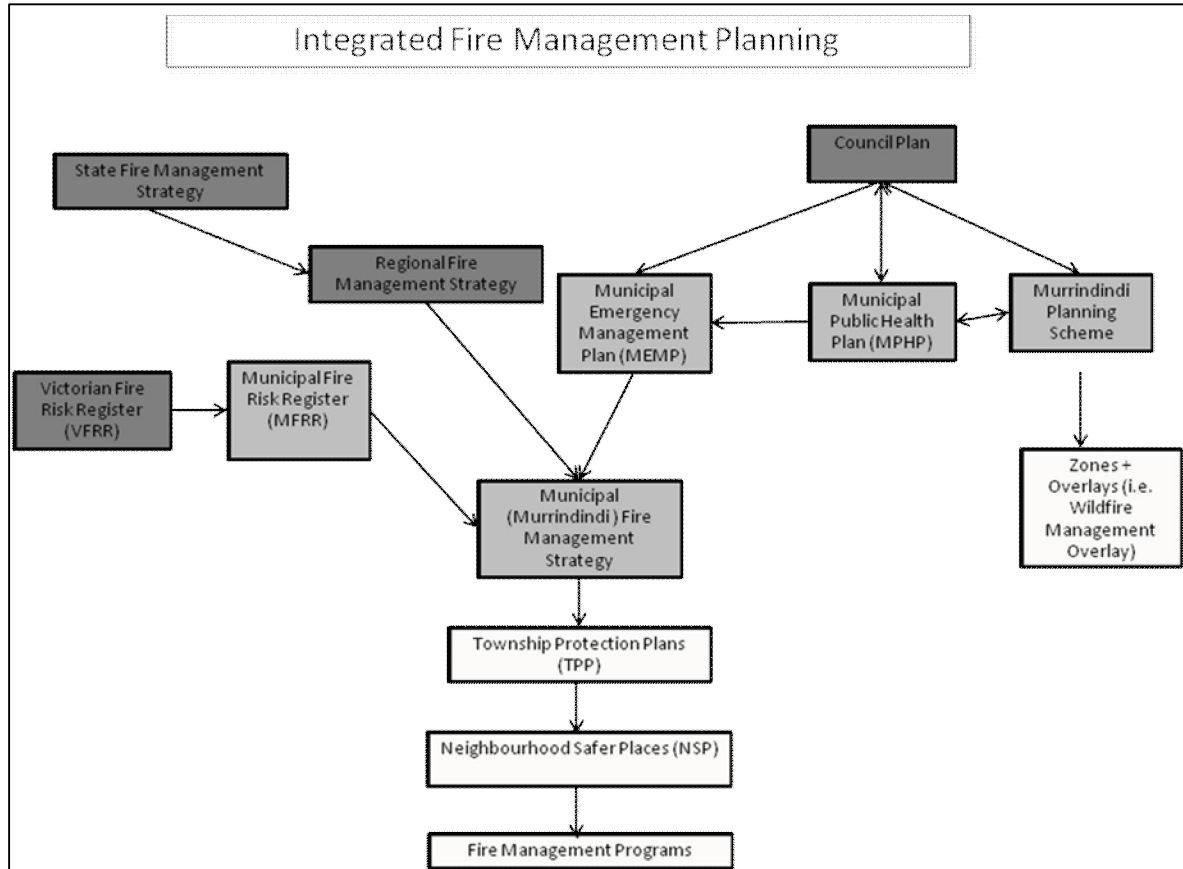 Integrated Fire Management Planning
Council Plan
State Fire Management
Strategy
Regional Fire
Management Strategy
Municipal
Emergency
Management
Plan (MEMP)
Municipal
Public Health
Plan (MPHP)
Murrindindi
Planning
Scheme
Victorian Fire
Risk Register
(VFRR)
Municipal Fire
Risk Register
(MFRR)
Zones +
Overlays (i.e.
Wildfire
Management
Overlay)
Municipal
(Murrindindi ) Fire
Management
Strategy
Township Protection Plans
(TPP)
Neighbourhood Safer Places (NSP)
Fire Management Programs